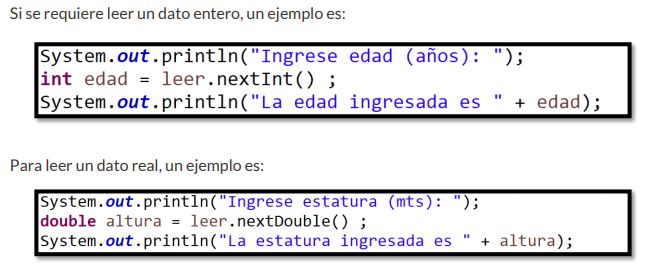 Si se requiere leer un dato entero, un ejemplo es:
System.out.println("Ingrese edad (años): ");
int edad = leer.nextInt() ;
System.out.println("La edad ingresada es " + edad);
Para leer un dato real, un ejemplo es:
System.out.println("Ingrese estatura (mts): ");
double altura = leer.nextDouble() ;
System.out.println("La estatura ingresada es " + altura);